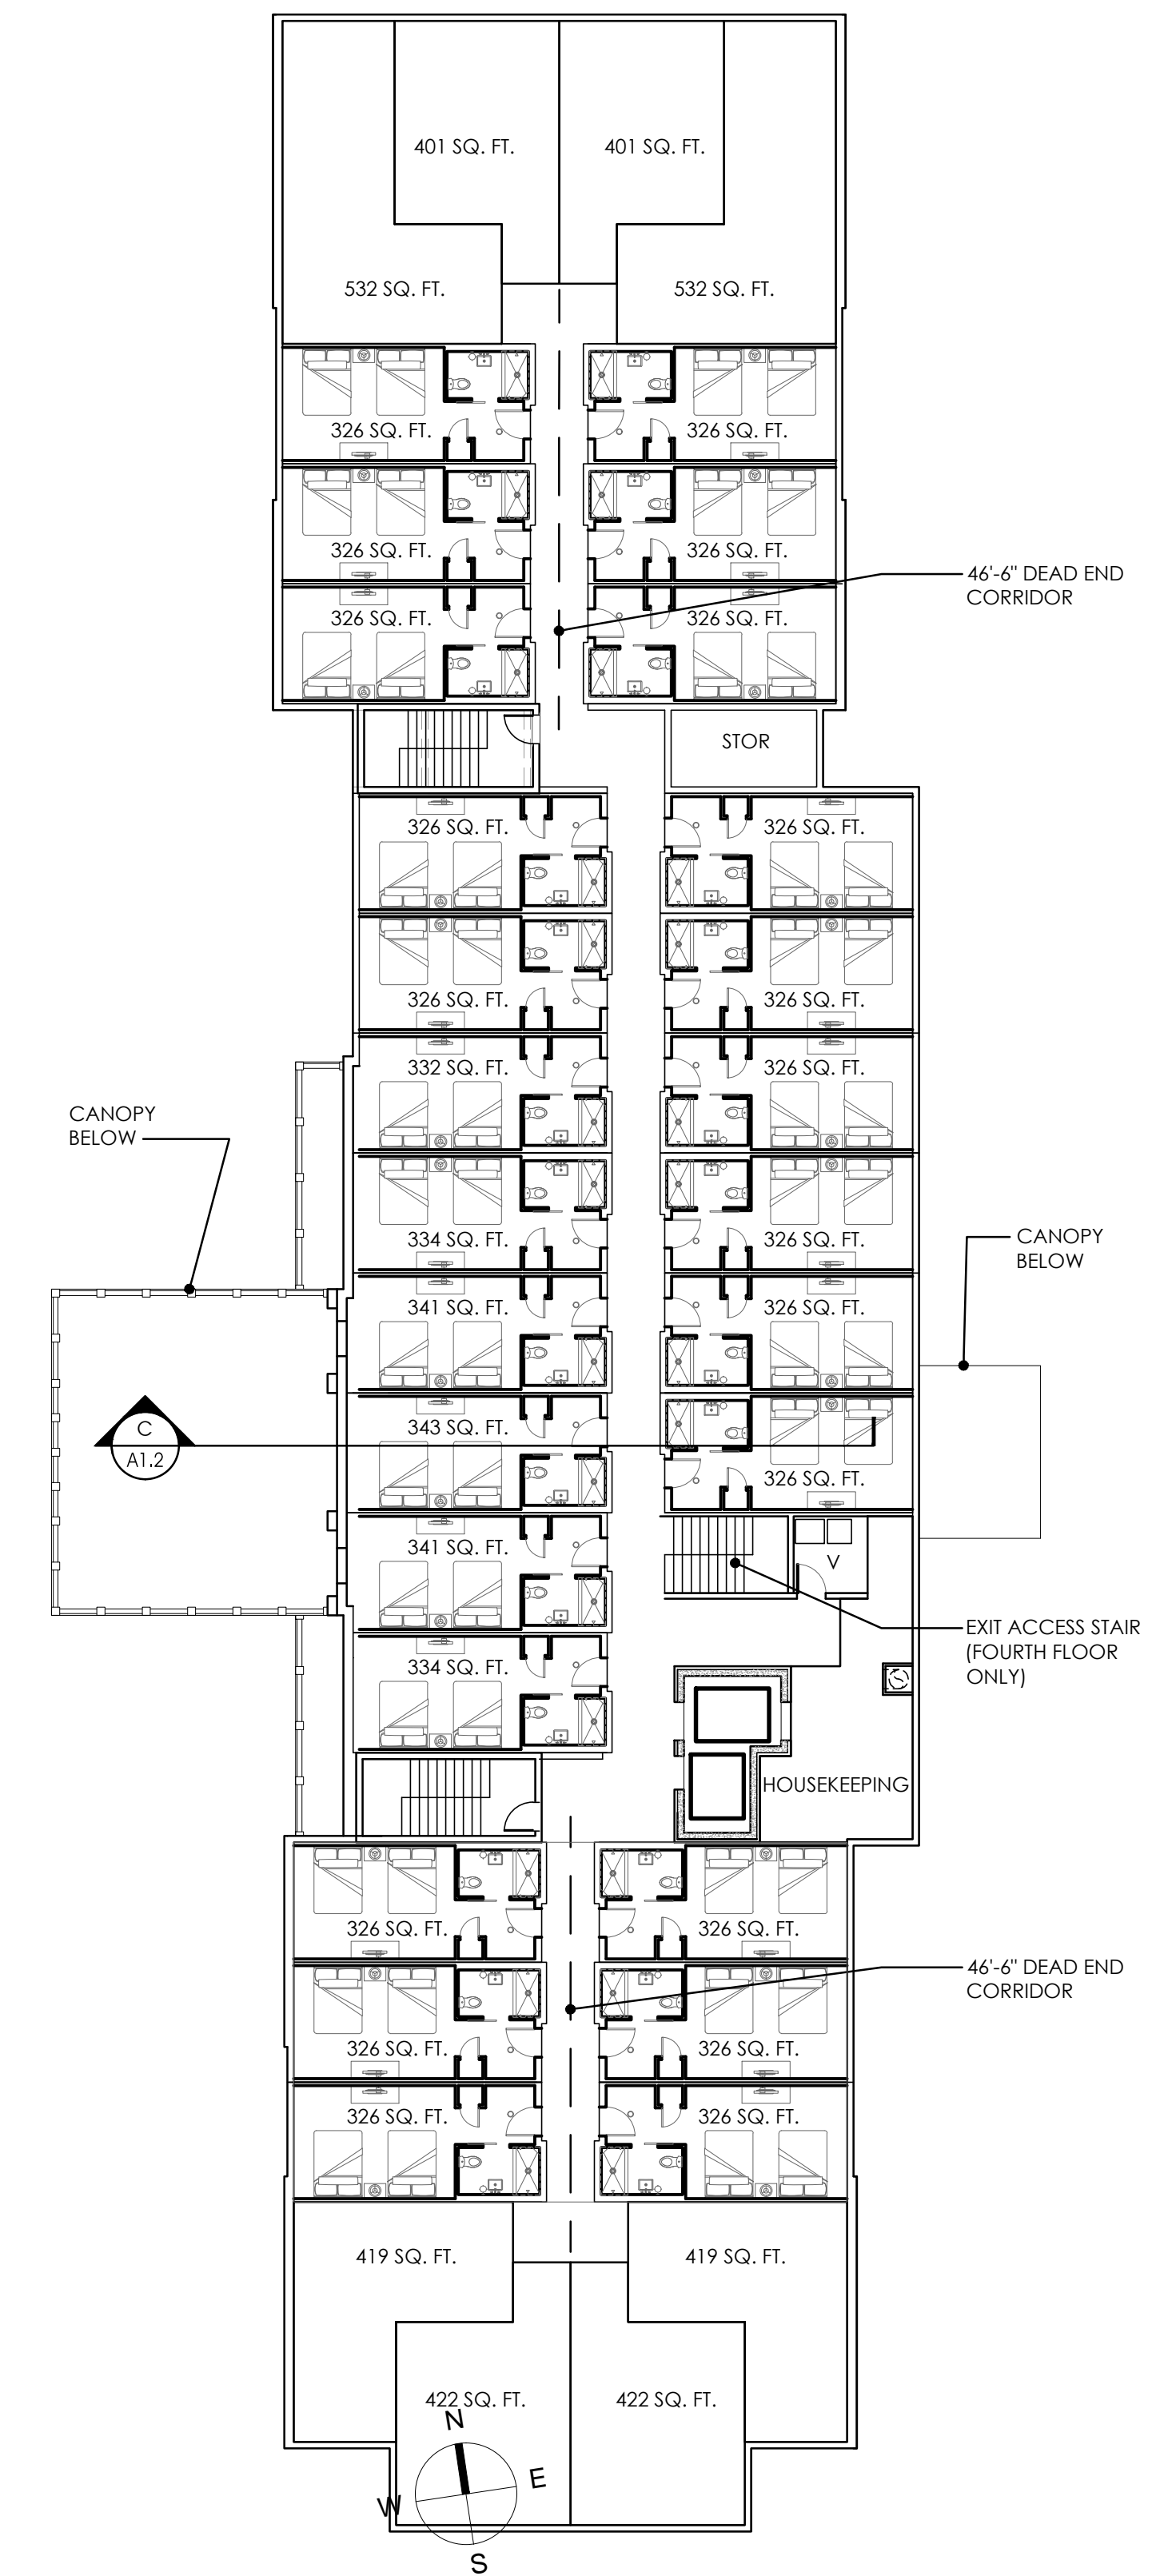 401 SQ. FT.
401 SQ. FT.
532 SQ. FT.
532 SQ. FT.
326 SQ. FT.
326 SQ. FT.
326 SQ. FT.
326 SQ. FT.
46'-6" DEAD END
CORRIDOR
326 SQ. FT.
326 SQ. FT.
STOR
326 SQ. FT.
326 SQ. FT.
326 SQ. FT.
326 SQ. FT.
332 SQ. FT.
326 SQ. FT.
CANOPY
BELOW
334 SQ. FT.
326 SQ. FT.
CANOPY
BELOW
341 SQ. FT.
326 SQ. FT.
343 SQ. FT.
C
A1.2
326 SQ. FT.
341 SQ. FT.
V
EXIT ACCESS STAIR
(FOURTH FLOOR
ONLY)
334 SQ. FT.
S
HOUSEKEEPING
326 SQ. FT.
326 SQ. FT.
46'-6" DEAD END
CORRIDOR
326 SQ. FT.
326 SQ. FT.
326 SQ. FT.
326 SQ. FT.
419 SQ. FT.
419 SQ. FT.
422 SQ. FT.
422 SQ. FT.
N
E
W
S